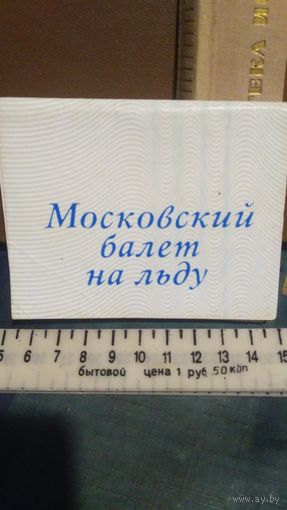 ТЕКА И
Московский
балет
на льду
5 6 7 8 9 10 11 12 13 14 15
бытовой цена 1 руб. 50 коп
www.ay.by